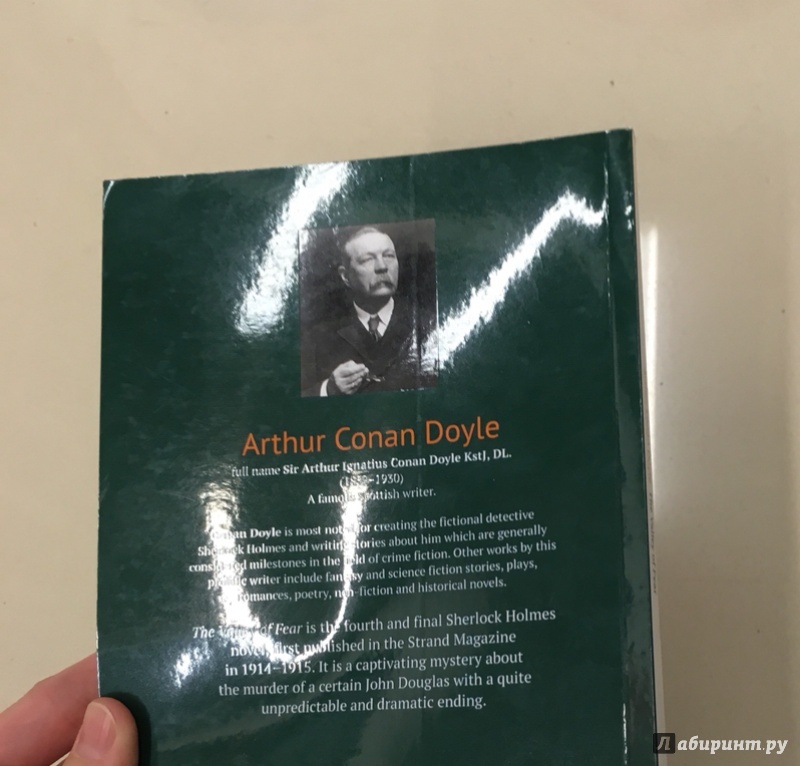 Arthur Conan Doyle
full name Sir Arthur Ignatius Conan Doyle KstJ, DL.
–1930)
A famous Scottish writer.
Conan Doyle is most noted for creating the fictional detective
Sherlock Holmes and writing stories about him which are generally
considered milestones in the field of crime fiction. Other works by this
prolific writer include fantasy and science fiction stories, plays,
romances, poetry, non-fiction and historical novels.
The Valley of Fear is the fourth and final Sherlock Holmes
novel, first published in the Strand Magazine
in 1914–1915. It is a captivating mystery about
the murder of a certain John Douglas with a quite
unpredictable and dramatic ending.
Лабиринт.ру